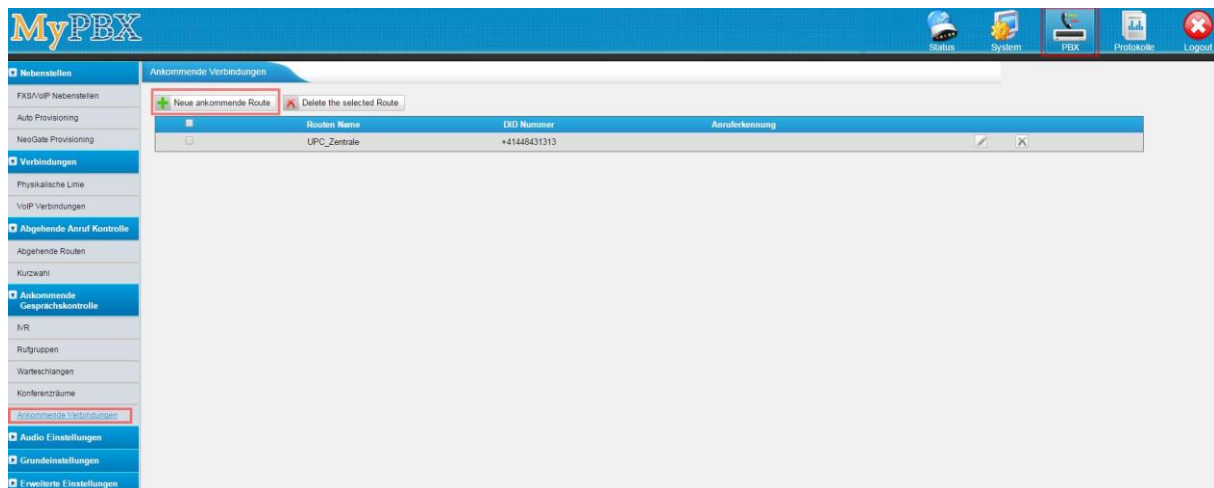 MyPBX
Status
System
PBX
Protokolle
Logout
Nebenstellen
FXS/VoIP Nebenstellen
Auto Provisioning
NeoGate Provisioning
Verbindungen
Physikalische Linie
VoIP Verbindungen
Abgehende Anruf Kontrolle
Abgehende Routen
Kurzwahl
Ankommende
Gesprächskontrolle
IVR
Rufgruppen
Warteschlangen
Konferenzräume
Ankommende Verbindungen
Audio Einstellungen
Grundeinstellungen
Erweiterte Einstellungen
Ankommende Verbindungen
Neue ankommende Route
Delete the selected Route
Routen Name DID Nummer Anruferkennung
UPC_Zentrale +41448431313